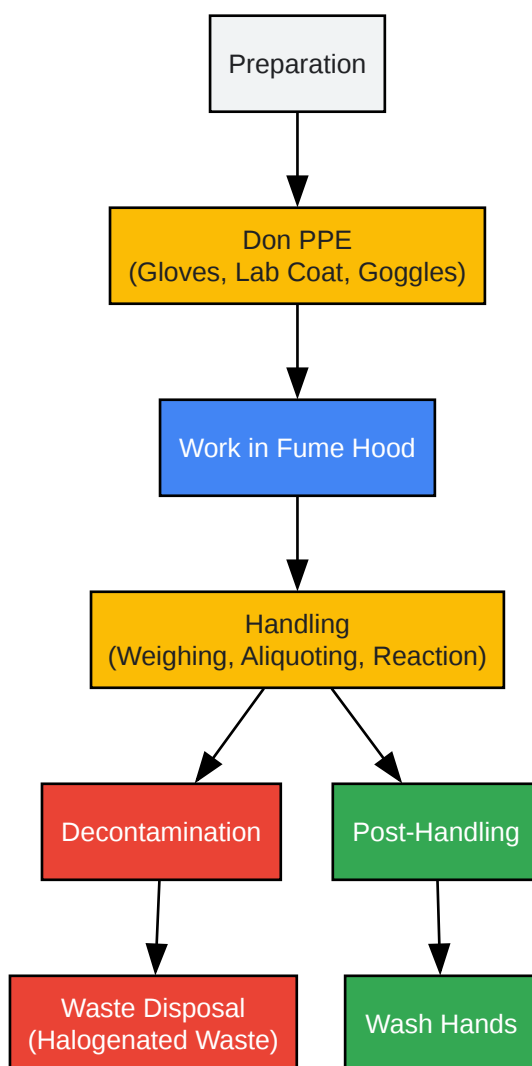 Preparation
Don PPE
(Gloves, Lab Coat, Goggles)
Work in Fume Hood
Handling
(Weighing, Aliquoting, Reaction)
Decontamination
Post-Handling
Waste Disposal
(Halogenated Waste)
Wash Hands